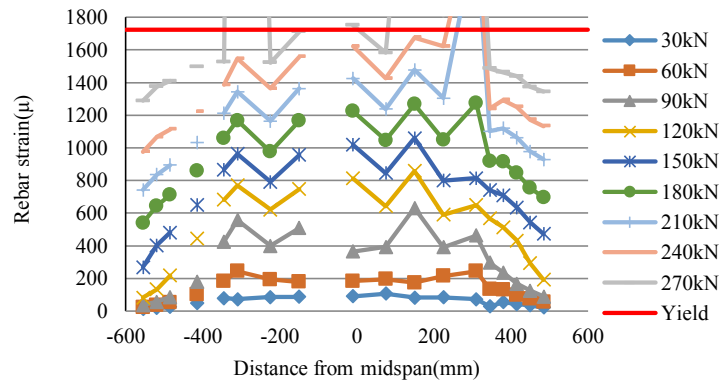 1800
1600
1400
1200
1000
800
600
400
200
0
-600 -400 -200 0 200 400 600
Rebar strain(μ)
Distance from midspan(mm)
30kN
60kN
90kN
120kN
150kN
180kN
210kN
240kN
270kN
Yield